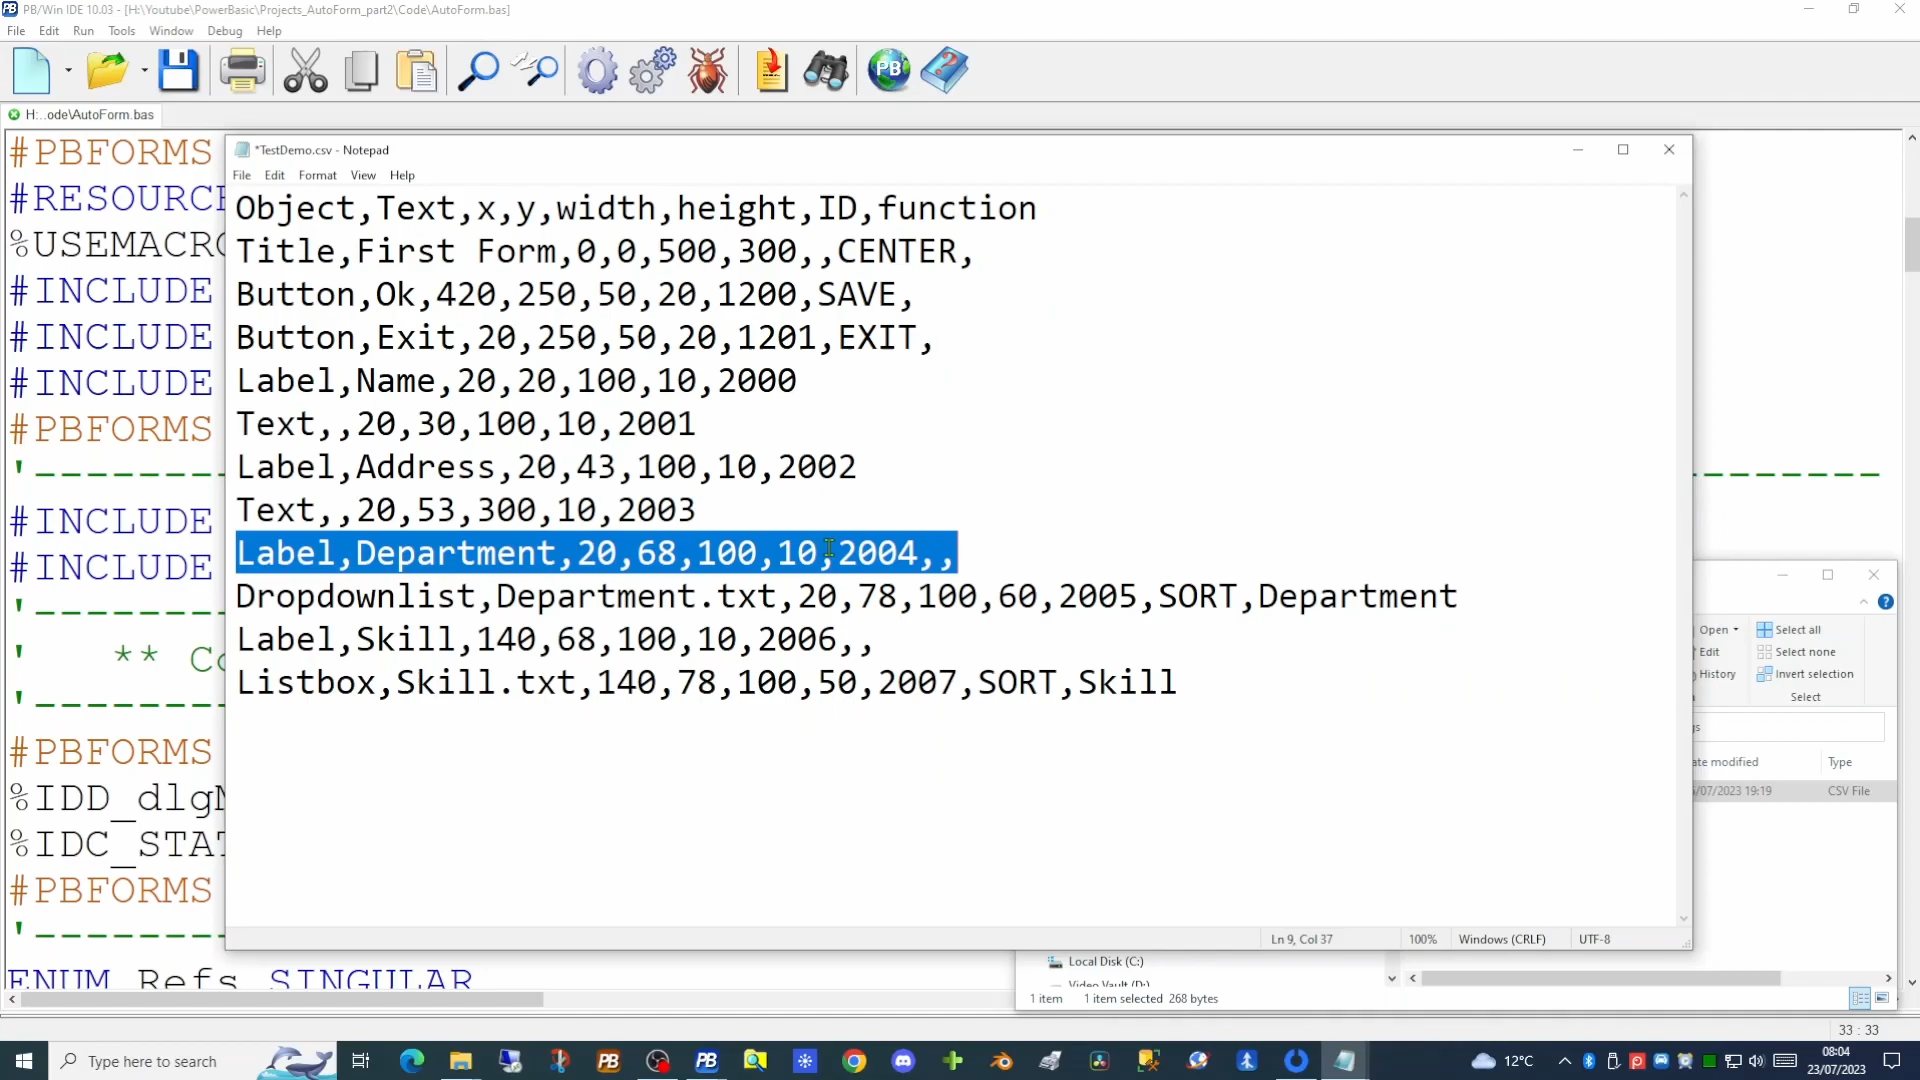 PB/Win IDE 10.03 - [H:\Youtube\PowerBasic\Projects_AutoForm_part2\Code\AutoForm.bas]
File Edit Run Tools Window Debug Help
PB
H:..ode\AutoForm.bas
#PBFORMS
#RESOURCE
%USEMACRO
#INCLUDE
#INCLUDE
#INCLUDE
#PBFORMS
'-----------
#INCLUDE
#INCLUDE
'-----------
' ** Co
'-----------
#PBFORMS
%IDD_dlgM
%IDC_STAT
#PBFORMS
'-----------
ENUM Refs SINGULAR
*TestDemo.csv - Notepad
File Edit Format View Help
Object,Text,x,y,width,height,ID,function
Title,First Form,0,0,500,300,,CENTER,
Button,Ok,420,250,50,20,1200,SAVE,
Button,Exit,20,250,50,20,1201,EXIT,
Label,Name,20,20,100,10,2000
Text,,20,30,100,10,2001
Label,Address,20,43,100,10,2002
Text,,20,53,300,10,2003
Label,Department,20,68,100,10,2004,,
Dropdownlist,Department.txt,20,78,100,60,2005,SORT,Department
Label,Skill,140,68,100,10,2006,,
Listbox,Skill.txt,140,78,100,50,2007,SORT,Skill
Ln 9, Col 37 100% Windows (CRLF) UTF-8
Open Select all
Edit Select none
History Invert selection
Select
ate modified Type
/07/2023 19:19 CSV File
Local Disk (C:)
Video Vault (D:)
1 item 1 item selected 268 bytes
33 : 33
Type here to search
12°C
08:04
23/07/2023